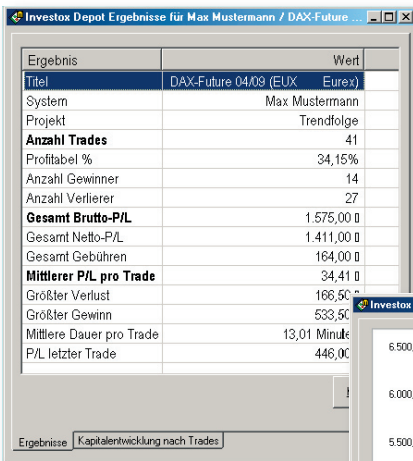 Investox Depot Ergebnisse für Max Mustermann / DAX-Future ...
Ergebnis Wert
Titel DAX-Future 04/09 (EUX Eurex)
System Max Mustermann
Projekt Trendfolge
Anzahl Trades 41
Profitabel % 34,15%
Anzahl Gewinner 14
Anzahl Verlierer 27
Gesamt Brutto-P/L 1.575,00 ▯
Gesamt Netto-P/L 1.411,00 ▯
Gesamt Gebühren 164,00 ▯
Mittlerer P/L pro Trade 34,41 ▯
Größter Verlust 166,50
Größter Gewinn 533,50
Mittlere Dauer pro Trade 13,01 Minute
P/L letzter Trade 446,00
Investox
6.500,
6.000,
5.500,
Ergebnisse Kapitalentwicklung nach Trades